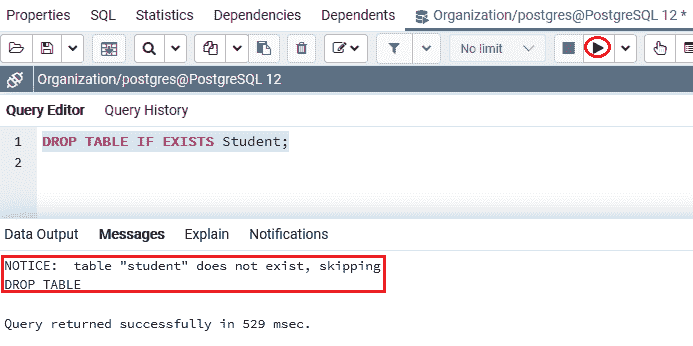 Properties SQL Statistics Dependencies Dependents Organization/postgres@PostgreSQL 12 *
No limit
Organization/postgres@PostgreSQL 12
Query Editor Query History
1 DROP TABLE IF EXISTS Student;
2
Data Output Messages Explain Notifications
NOTICE: table "student" does not exist, skipping
DROP TABLE
Query returned successfully in 529 msec.